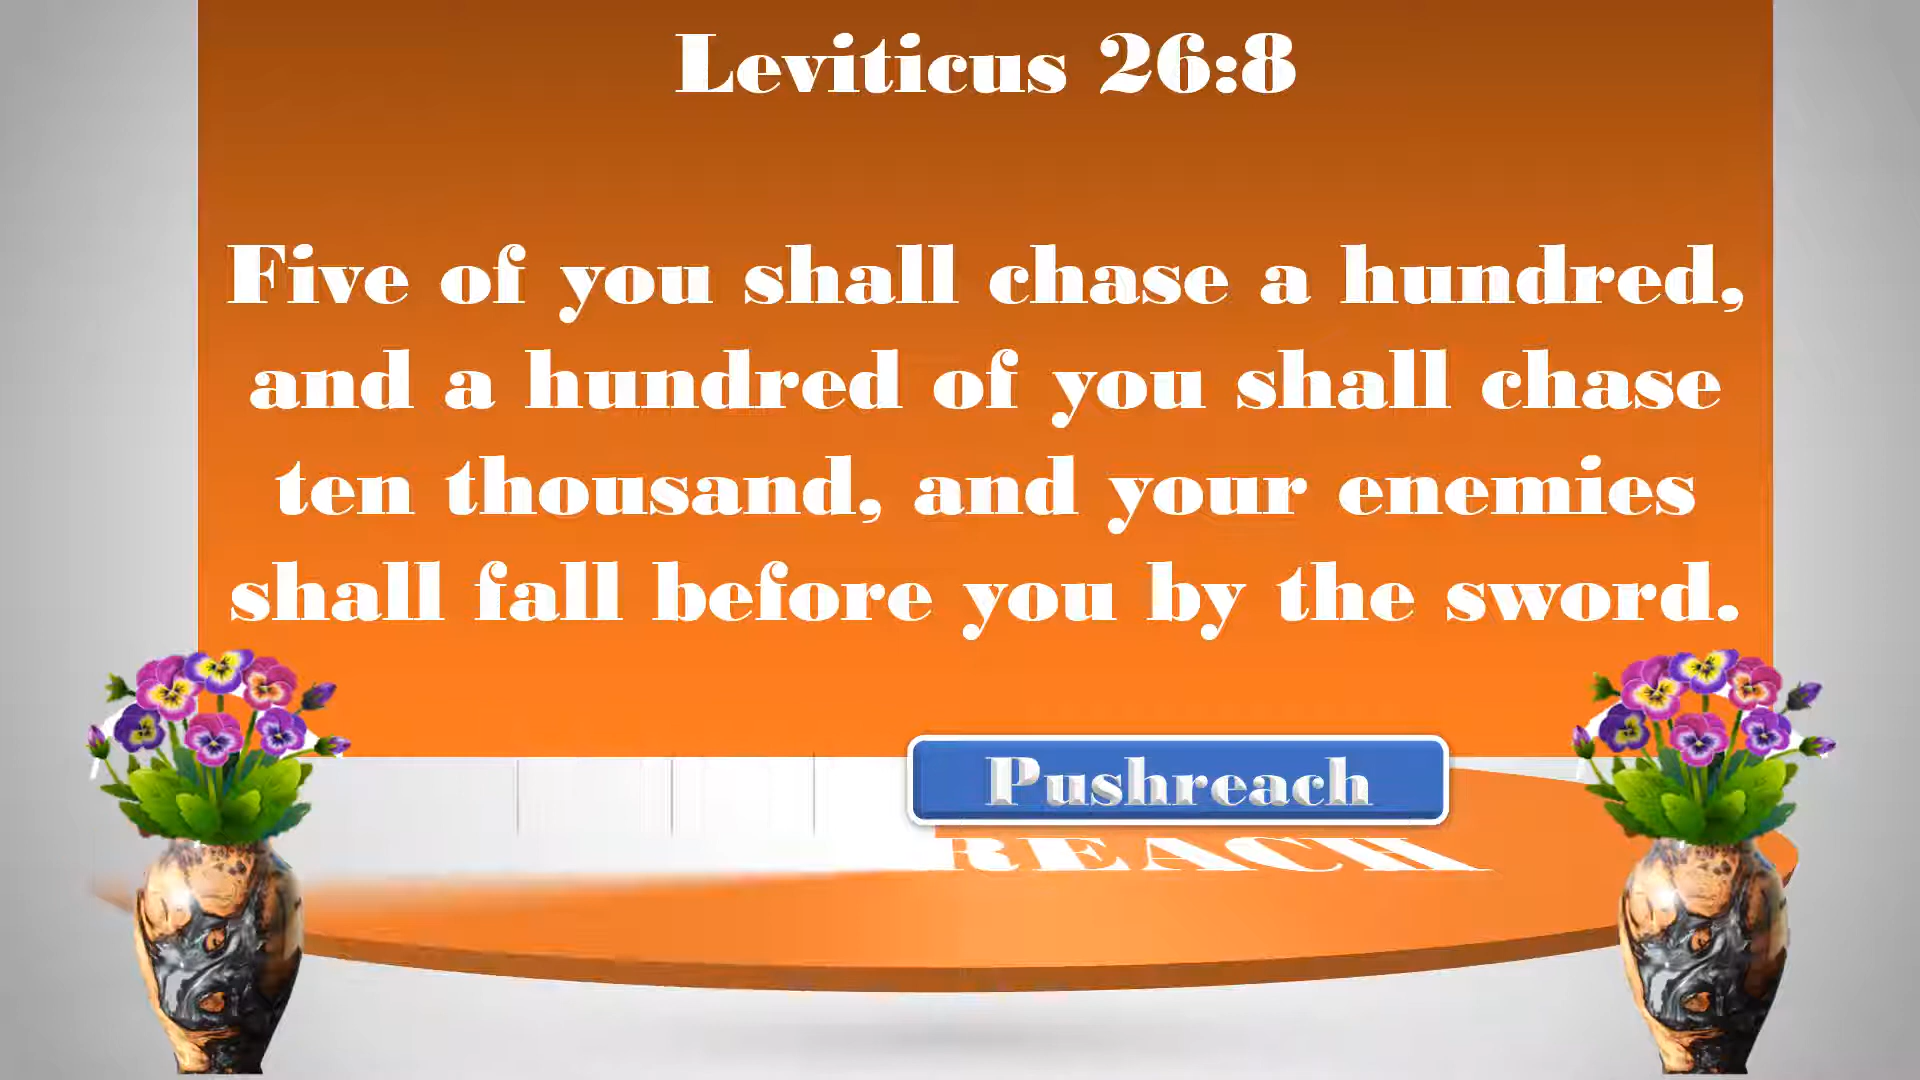 Leviticus 26:8
Five of you shall chase a hundred,
and a hundred of you shall chase
ten thousand, and your enemies
shall fall before you by the sword.
Pushreach
REACH